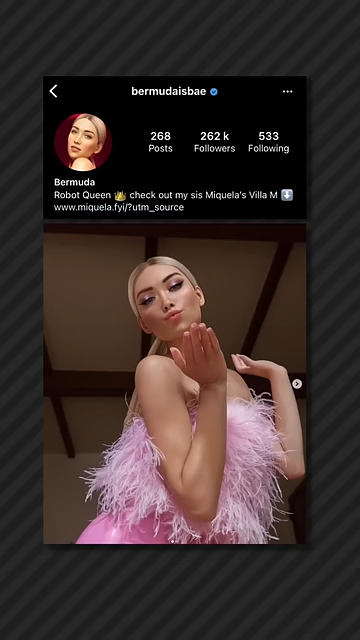 bermudaisbae
268 262 k 533
Posts Followers Following
Bermuda
Robot Queen 👑 check out my sis Miquela's Villa M ⬇️
www.miquela.fyi/?utm_source